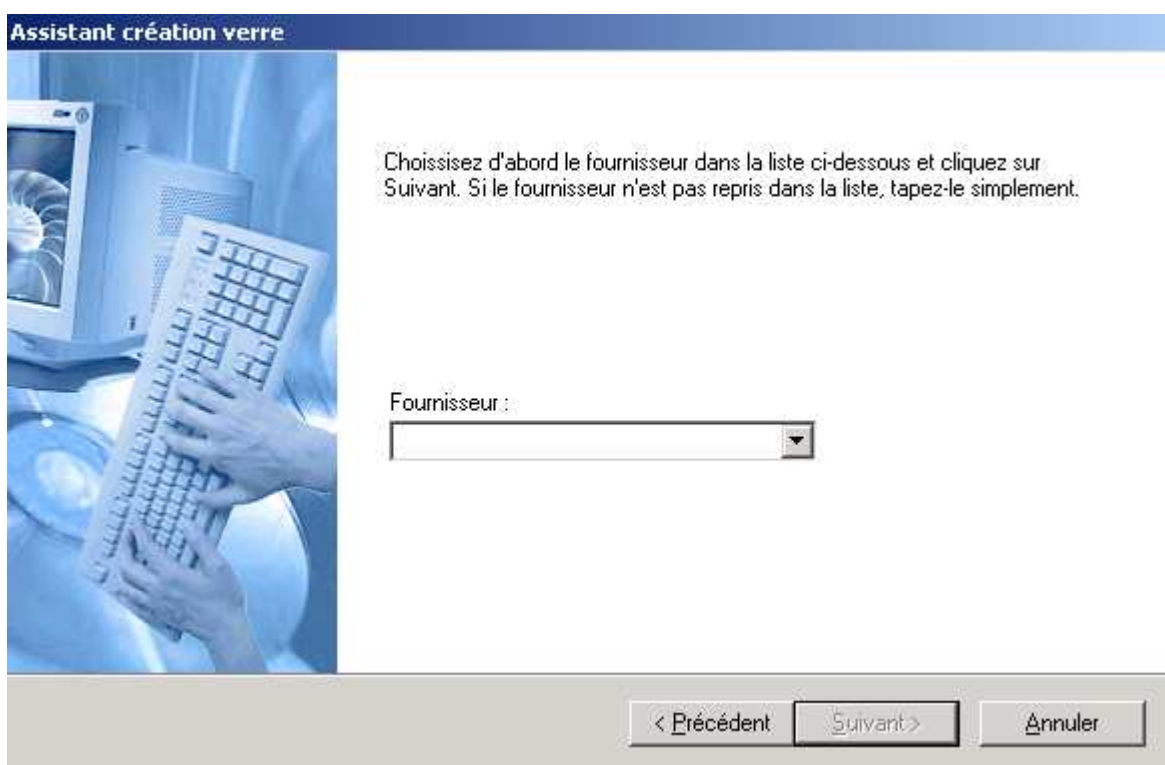 Assistant création verre
Choissisez d'abord le fournisseur dans la liste ci-dessous et cliquez sur
Suivant. Si le fournisseur n'est pas repris dans la liste, tapez-le simplement.
Fournisseur :
< Précédent Suivant > Annuler